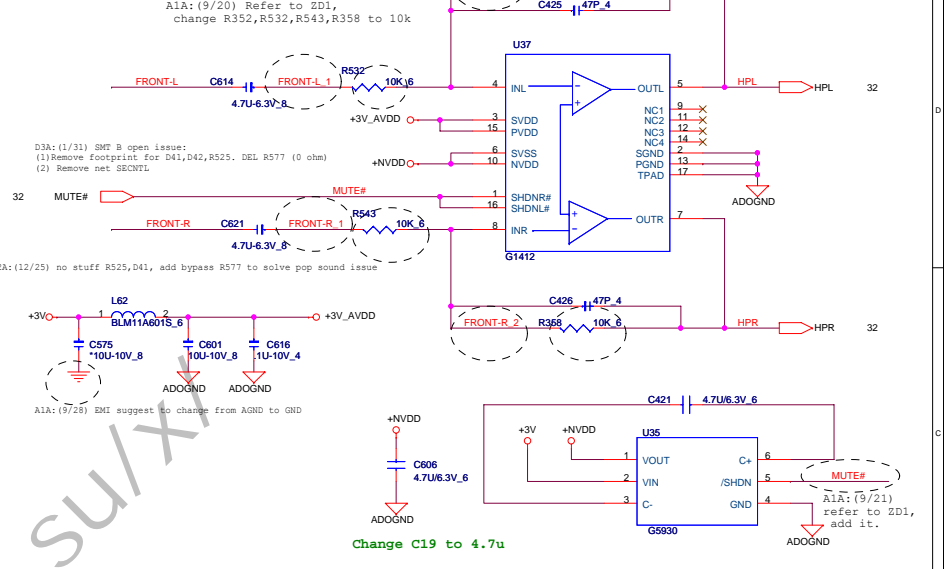 A1A:(9/20) Refer to ZD1,
change R352,R532,R543,R358 to 10k
C425 47P_4
U37
FRONT-L C614 FRONT-L_1 R532 10K_6 4 INL OUTL 5 HPL HPL 32
4.7U-6.3V_8
+3V_AVDD 3 SVDD
15 PVDD
NC1 9
NC2 11
NC3 12
NC4 14
D
D3A:(1/31) SMT B open issue:
(1)Remove footprint for D41,D42,R525. DEL R577 (0 ohm)
(2) Remove net SECNTL
+NVDD 6 SVSS
10 NVDD
SGND 2
PGND 13
TPAD 17
ADOGND
32 MUTE# MUTE# 1 SHDNR#
16 SHDNL#
FRONT-R C621 FRONT-R_1 R543 10K_6 8 INR OUTR 7
4.7U-6.3V_8
G1412
A:(12/25) no stuff R525,D41, add bypass R577 to solve pop sound issue
C426 47P_4
FRONT-R_2 R358 10K_6 HPR HPR 32
L62
+3V 1 2 +3V_AVDD
BLM11A601S_6
C575
*10U-10V_8
C601
10U-10V_8
C616
.1U-10V_4
ADOGND ADOGND
A1A:(9/28) EMI suggest to change from AGND to GND
C421 4.7U/6.3V_6
+NVDD
C606
4.7U/6.3V_6
ADOGND
+3V +NVDD
U35
1 VOUT C+ 6
2 VIN /SHDN 5 MUTE#
3 C- GND 4
G5930
ADOGND
A1A:(9/21)
refer to ZD1,
add it.
C
Change C19 to 4.7u
su/x/